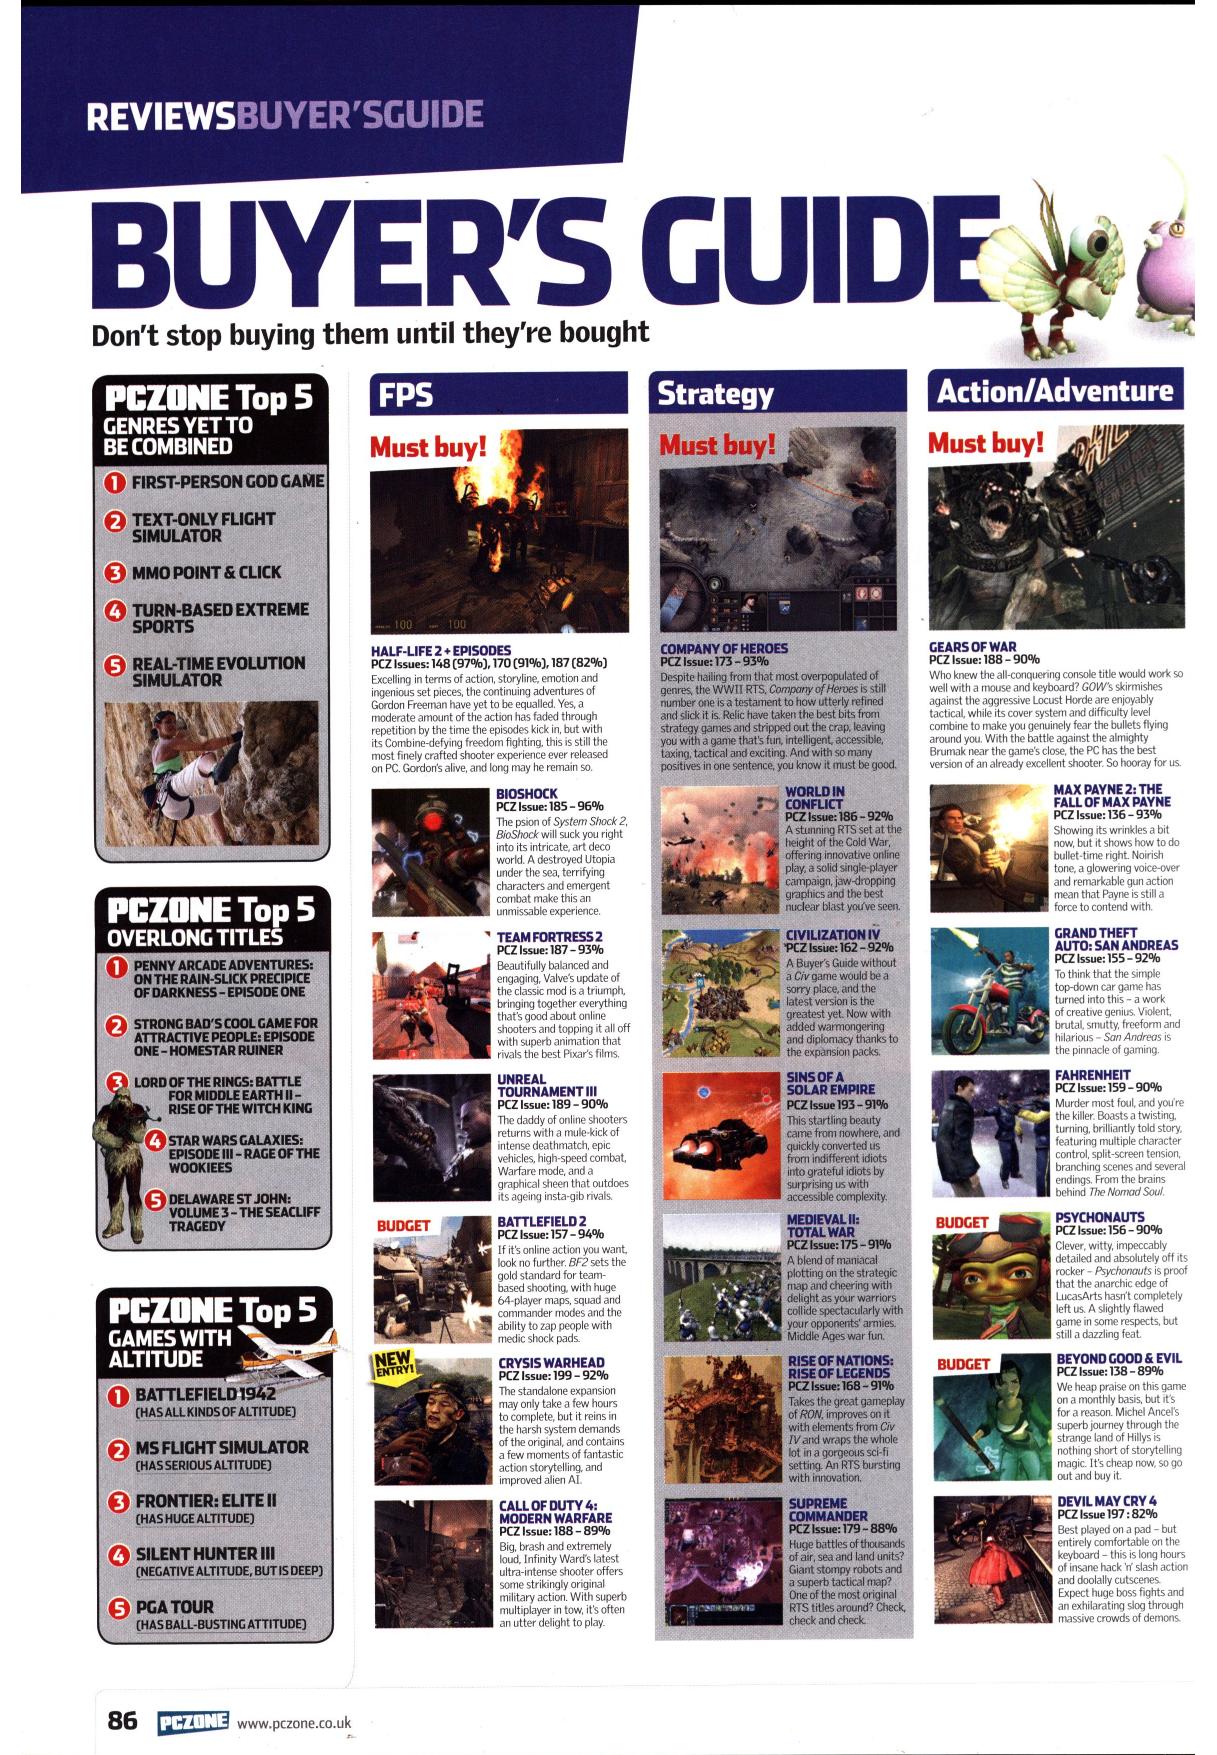 REVIEWSBUYER'SGUIDE
BUYER'S GUIDE
Don't stop buying them until they're bought
PCZONE Top 5
GENRES YET TO
BE COMBINED
1 FIRST-PERSON GOD GAME
2 TEXT-ONLY FLIGHT
SIMULATOR
3 MMO POINT & CLICK
4 TURN-BASED EXTREME
SPORTS
5 REAL-TIME EVOLUTION
SIMULATOR
PCZONE Top 5
OVERLONG TITLES
1 PENNY ARCADE ADVENTURES:
ON THE RAIN-SLICK PRECIPICE
OF DARKNESS – EPISODE ONE
2 STRONG BAD'S COOL GAME FOR
ATTRACTIVE PEOPLE: EPISODE
ONE – HOMESTAR RUINER
3 LORD OF THE RINGS: BATTLE
FOR MIDDLE EARTH II –
RISE OF THE WITCH KING
4 STAR WARS GALAXIES:
EPISODE III – RAGE OF THE
WOOKIEES
5 DELAWARE ST JOHN:
VOLUME 3 – THE SEACLIFF
TRAGEDY
PCZONE Top 5
GAMES WITH
ALTITUDE
1 BATTLEFIELD 1942
(HAS ALL KINDS OF ALTITUDE)
2 MS FLIGHT SIMULATOR
(HAS SERIOUS ALTITUDE)
3 FRONTIER: ELITE II
(HAS HUGE ALTITUDE)
4 SILENT HUNTER III
(NEGATIVE ALTITUDE, BUT IS DEEP)
5 PGA TOUR
(HAS BALL-BUSTING ATTITUDE)
FPS
Must buy!
100 100
HALF-LIFE 2 + EPISODES
PCZ Issues: 148 (97%), 170 (91%), 187 (82%)
Excelling in terms of action, storyline, emotion and
ingenious set pieces, the continuing adventures of
Gordon Freeman have yet to be equalled. Yes, a
moderate amount of the action has faded through
repetition by the time the episodes kick in, but with
its Combine-defying freedom fighting, this is still the
most finely crafted shooter experience ever released
on PC. Gordon's alive, and long may he remain so.
BIOSHOCK
PCZ Issue: 185 – 96%
The psion of System Shock 2,
BioShock will suck you right
into its intricate, art deco
world. A destroyed Utopia
under the sea, terrifying
characters and emergent
combat make this an
unmissable experience.
TEAM FORTRESS 2
PCZ Issue: 187 – 93%
Beautifully balanced and
engaging, Valve's update of
the classic mod is a triumph,
bringing together everything
that's good about online
shooters and topping it all off
with superb animation that
rivals the best Pixar's films.
UNREAL
TOURNAMENT III
PCZ Issue: 189 – 90%
The daddy of online shooters
returns with a mule-kick of
intense deathmatch, epic
vehicles, high-speed combat,
Warfare mode, and a
graphical sheen that outdoes
its ageing insta-gib rivals.
BUDGET
BATTLEFIELD 2
PCZ Issue: 157 – 94%
If it's online action you want,
look no further. BF2 sets the
gold standard for team-
based shooting, with huge
64-player maps, squad and
commander modes and the
ability to zap people with
medic shock pads.
NEW
ENTRY!
CRYSIS WARHEAD
PCZ Issue: 199 – 92%
The standalone expansion
may only take a few hours
to complete, but it reins in
the harsh system demands
of the original, and contains
a few moments of fantastic
action storytelling, and
improved alien AI.
CALL OF DUTY 4:
MODERN WARFARE
PCZ Issue: 188 – 89%
Big, brash and extremely
loud, Infinity Ward's latest
ultra-intense shooter offers
some strikingly original
military action. With superb
multiplayer in tow, it's often
an utter delight to play.
Strategy
Must buy!
COMPANY OF HEROES
PCZ Issue: 173 – 93%
Despite hailing from that most overpopulated of
genres, the WWII RTS, Company of Heroes is still
number one is a testament to how utterly refined
and slick it is. Relic have taken the best bits from
strategy games and stripped out the crap, leaving
you with a game that's fun, intelligent, accessible,
taxing, tactical and exciting. And with so many
positives in one sentence, you know it must be good.
WORLD IN
CONFLICT
PCZ Issue: 186 – 92%
A stunning RTS set at the
height of the Cold War,
offering innovative online
play, a solid single-player
campaign, jaw-dropping
graphics and the best
nuclear blast you've seen.
CIVILIZATION IV
PCZ Issue: 162 – 92%
A Buyer's Guide without
a Civ game would be a
sorry place, and the
latest version is the
greatest yet. Now with
added warmongering
and diplomacy thanks to
the expansion packs.
SINS OF A
SOLAR EMPIRE
PCZ Issue 193 – 91%
This startling beauty
came from nowhere, and
quickly converted us
from indifferent idiots
into grateful idiots by
surprising us with
accessible complexity.
MEDIEVAL II:
TOTAL WAR
PCZ Issue: 175 – 91%
A blend of maniacal
plotting on the strategic
map and cheering with
delight as your warriors
collide spectacularly with
your opponents' armies.
Middle Ages war fun.
RISE OF NATIONS:
RISE OF LEGENDS
PCZ Issue: 168 – 91%
Takes the great gameplay
of RON, improves on it
with elements from Civ
IV and wraps the whole
lot in a gorgeous sci-fi
setting. An RTS bursting
with innovation.
SUPREME
COMMANDER
PCZ Issue: 179 – 88%
Huge battles of thousands
of air, sea and land units?
Giant stompy robots and
a superb tactical map?
One of the most original
RTS titles around? Check,
check and check.
Action/Adventure
Must buy!
GEARS OF WAR
PCZ Issue: 188 – 90%
Who knew the all-conquering console title would work so
well with a mouse and keyboard? GOW's skirmishes
against the aggressive Locust Horde are enjoyably
tactical, while its cover system and difficulty level
combine to make you genuinely fear the bullets flying
around you. With the battle against the almighty
Brumak near the game's close, the PC has the best
version of an already excellent shooter. So hooray for us.
MAX PAYNE 2: THE
FALL OF MAX PAYNE
PCZ Issue: 136 – 93%
Showing its wrinkles a bit
now, but it shows how to do
bullet-time right. Noirish
tone, a glowering voice-over
and remarkable gun action
mean that Payne is still a
force to contend with.
GRAND THEFT
AUTO: SAN ANDREAS
PCZ Issue: 155 – 92%
To think that the simple
top-down car game has
turned into this – a work
of creative genius. Violent,
brutal, smutty, freeform and
hilarious – San Andreas is
the pinnacle of gaming.
FAHRENHEIT
PCZ Issue: 159 – 90%
Murder most foul, and you're
the killer. Boasts a twisting,
turning, brilliantly told story,
featuring multiple character
control, split-screen tension,
branching scenes and several
endings. From the brains
behind The Nomad Soul.
BUDGET
PSYCHONAUTS
PCZ Issue: 156 – 90%
Clever, witty, impeccably
detailed and absolutely off its
rocker – Psychonauts is proof
that the anarchic edge of
LucasArts hasn't completely
left us. A slightly flawed
game in some respects, but
still a dazzling feat.
BUDGET
BEYOND GOOD & EVIL
PCZ Issue: 138 – 89%
We heap praise on this game
on a monthly basis, but it's
for a reason. Michel Ancel's
superb journey through the
strange land of Hillys is
nothing short of storytelling
magic. It's cheap now, so go
out and buy it.
DEVIL MAY CRY 4
PCZ Issue 197 : 82%
Best played on a pad – but
entirely comfortable on the
keyboard – this is long hours
of insane hack 'n' slash action
and doolally cutscenes.
Expect huge boss fights and
an exhilarating slog through
massive crowds of demons.
86 PCZONE www.pczone.co.uk